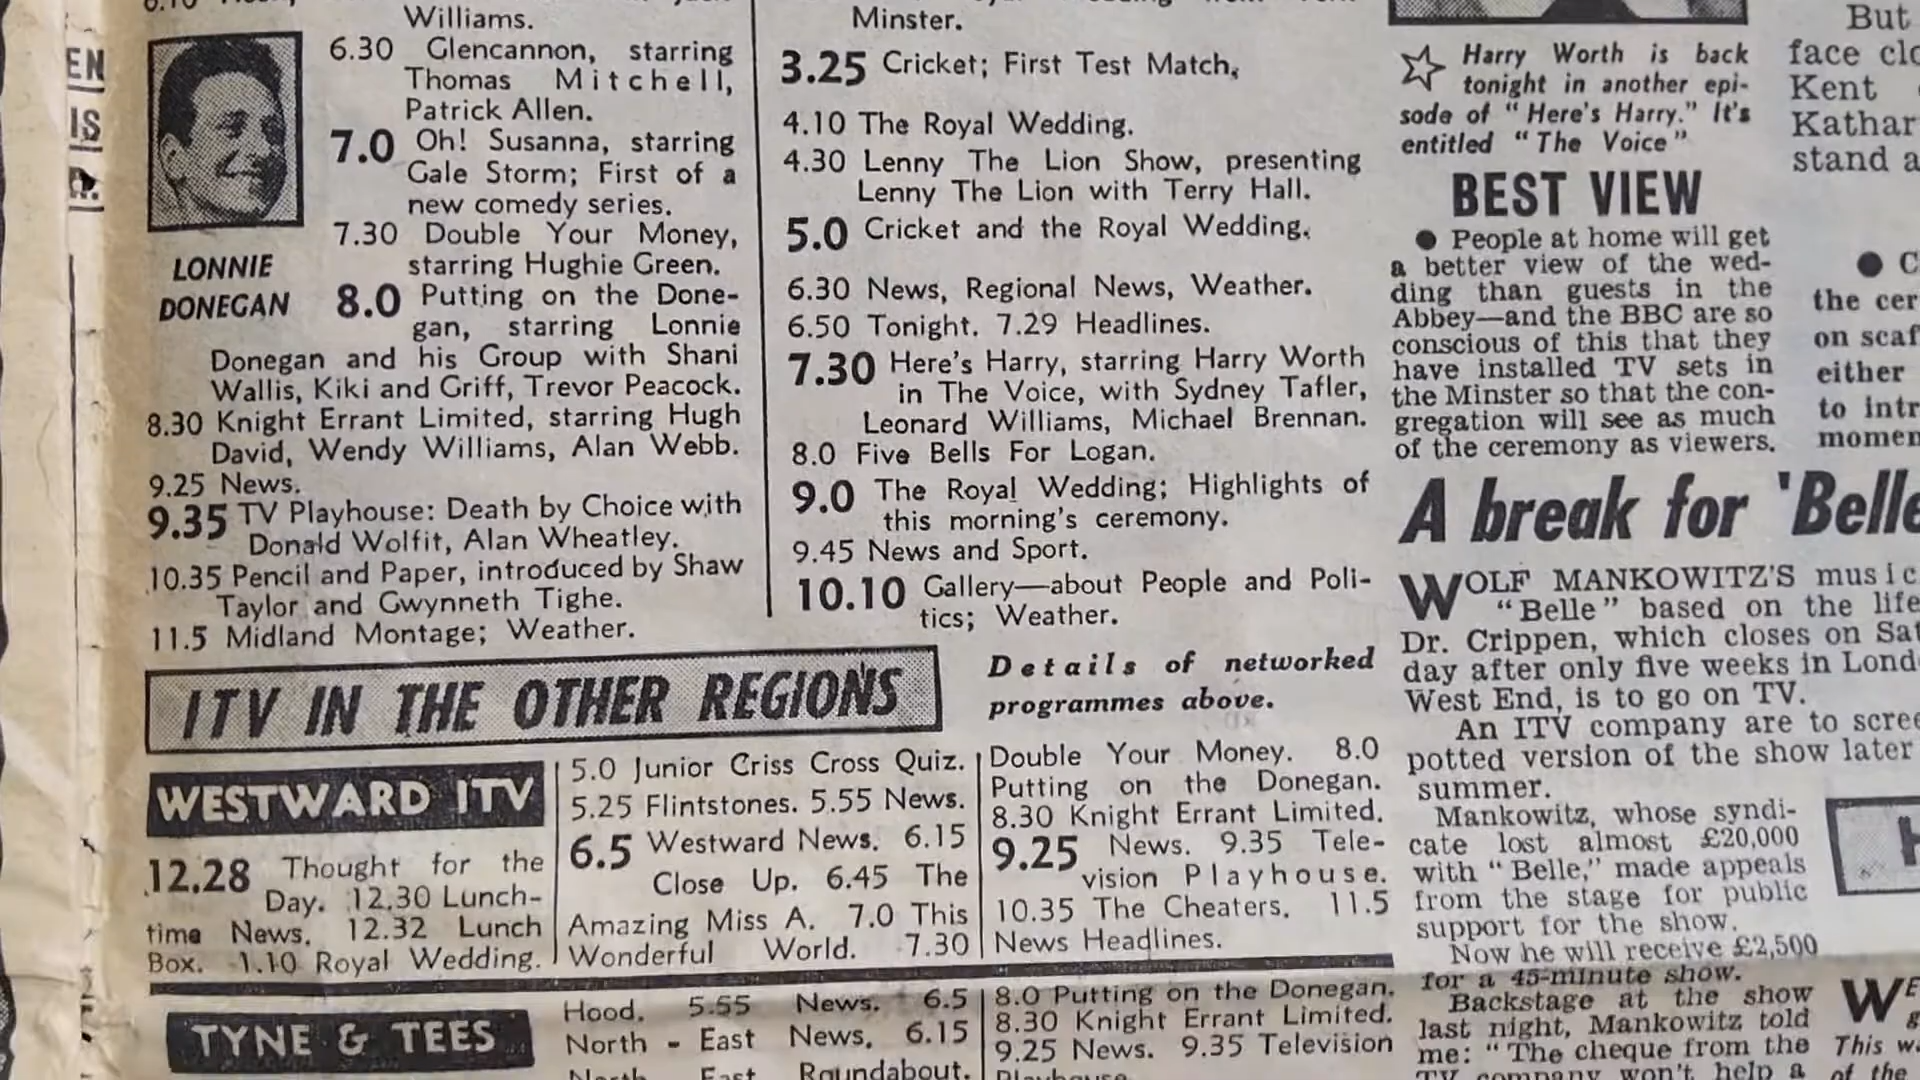 EN
IS
Williams.
6.30 Glencannon, starring
Thomas Mitchell,
Patrick Allen.
7.0 Oh! Susanna, starring
Gale Storm; First of a
new comedy series.
7.30 Double Your Money,
starring Hughie Green.
LONNIE
DONEGAN
8.0 Putting on the Done-
gan, starring Lonnie
Donegan and his Group with Shani
Wallis, Kiki and Griff, Trevor Peacock.
8.30 Knight Errant Limited, starring Hugh
David, Wendy Williams, Alan Webb.
9.25 News.
9.35 TV Playhouse: Death by Choice with
Donald Wolfit, Alan Wheatley.
10.35 Pencil and Paper, introduced by Shaw
Taylor and Gwynneth Tighe.
11.5 Midland Montage; Weather.
Minster.
3.25 Cricket; First Test Match,
4.10 The Royal Wedding.
4.30 Lenny The Lion Show, presenting
Lenny The Lion with Terry Hall.
5.0 Cricket and the Royal Wedding.
6.30 News, Regional News, Weather.
6.50 Tonight. 7.29 Headlines.
7.30 Here's Harry, starring Harry Worth
in The Voice, with Sydney Tafler,
Leonard Williams, Michael Brennan.
8.0 Five Bells For Logan.
9.0 The Royal Wedding; Highlights of
this morning's ceremony.
9.45 News and Sport.
10.10 Gallery—about People and Poli-
tics; Weather.
ITV IN THE OTHER REGIONS
Details of networked
programmes above.
WESTWARD ITV
12.28 Thought for the
Day. 12.30 Lunch-
time News. 12.32 Lunch
Box. 1.10 Royal Wedding.
5.0 Junior Criss Cross Quiz.
5.25 Flintstones. 5.55 News.
6.5 Westward News. 6.15
Close Up. 6.45 The
Amazing Miss A. 7.0 This
Wonderful World. 7.30
Double Your Money. 8.0
Putting on the Donegan.
8.30 Knight Errant Limited.
9.25 News. 9.35 Tele-
vision Playhouse.
10.35 The Cheaters. 11.5
News Headlines.
TYNE & TEES
Hood. 5.55 News. 6.5
North - East News. 6.15
North East Roundabout.
8.0 Putting on the Donegan.
8.30 Knight Errant Limited.
9.25 News. 9.35 Television
Playhouse.
Harry Worth is back
tonight in another epi-
sode of "Here's Harry." It's
entitled "The Voice"
BEST VIEW
● People at home will get
a better view of the wed-
ding than guests in the
Abbey—and the BBC are so
conscious of this that they
have installed TV sets in
the Minster so that the con-
gregation will see as much
of the ceremony as viewers.
A break for 'Belle
WOLF MANKOWITZ'S music
"Belle" based on the life
Dr. Crippen, which closes on Sat
day after only five weeks in Lond
West End, is to go on TV.
An ITV company are to scree
potted version of the show later
summer.
Mankowitz, whose syndi-
cate lost almost £20,000
with "Belle," made appeals
from the stage for public
support for the show.
Now he will receive £2,500
for a 45-minute show.
Backstage at the show
last night, Mankowitz told
me: "The cheque from the
TV company won't help a
But
face clo
Kent
Kathar
stand a
● C
the cer
on scaf
either
to intr
momen
H
WE
This w
of the